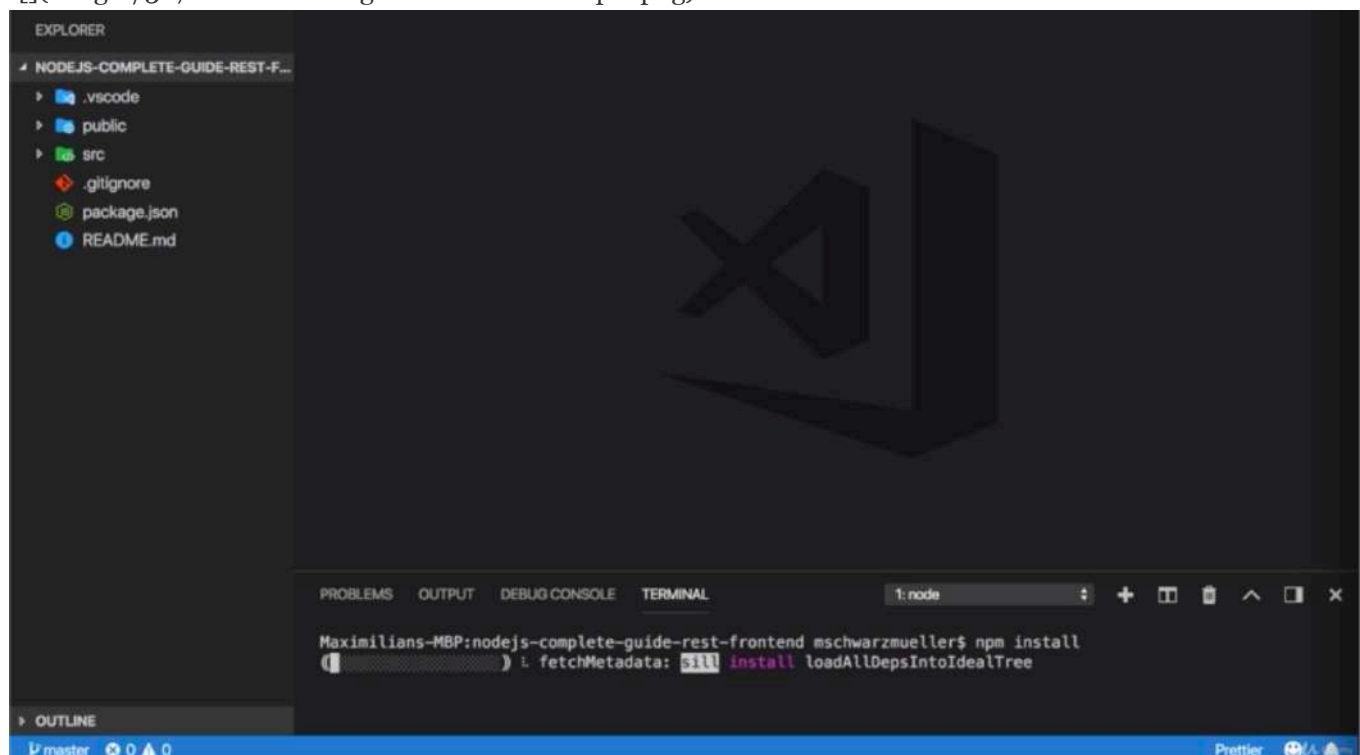 EXPLORER
NODEJS-COMPLETE-GUIDE-REST-F...
.vscode
public
src
.gitignore
package.json
README.md
PROBLEMS OUTPUT DEBUG CONSOLE TERMINAL 1: node
Maximilians-MBP:nodejs-complete-guide-rest-frontend mschwarzmueller$ npm install
fetchMetadata: sill install loadAllDepsIntoIdealTree
OUTLINE
master 0 0 Prettier